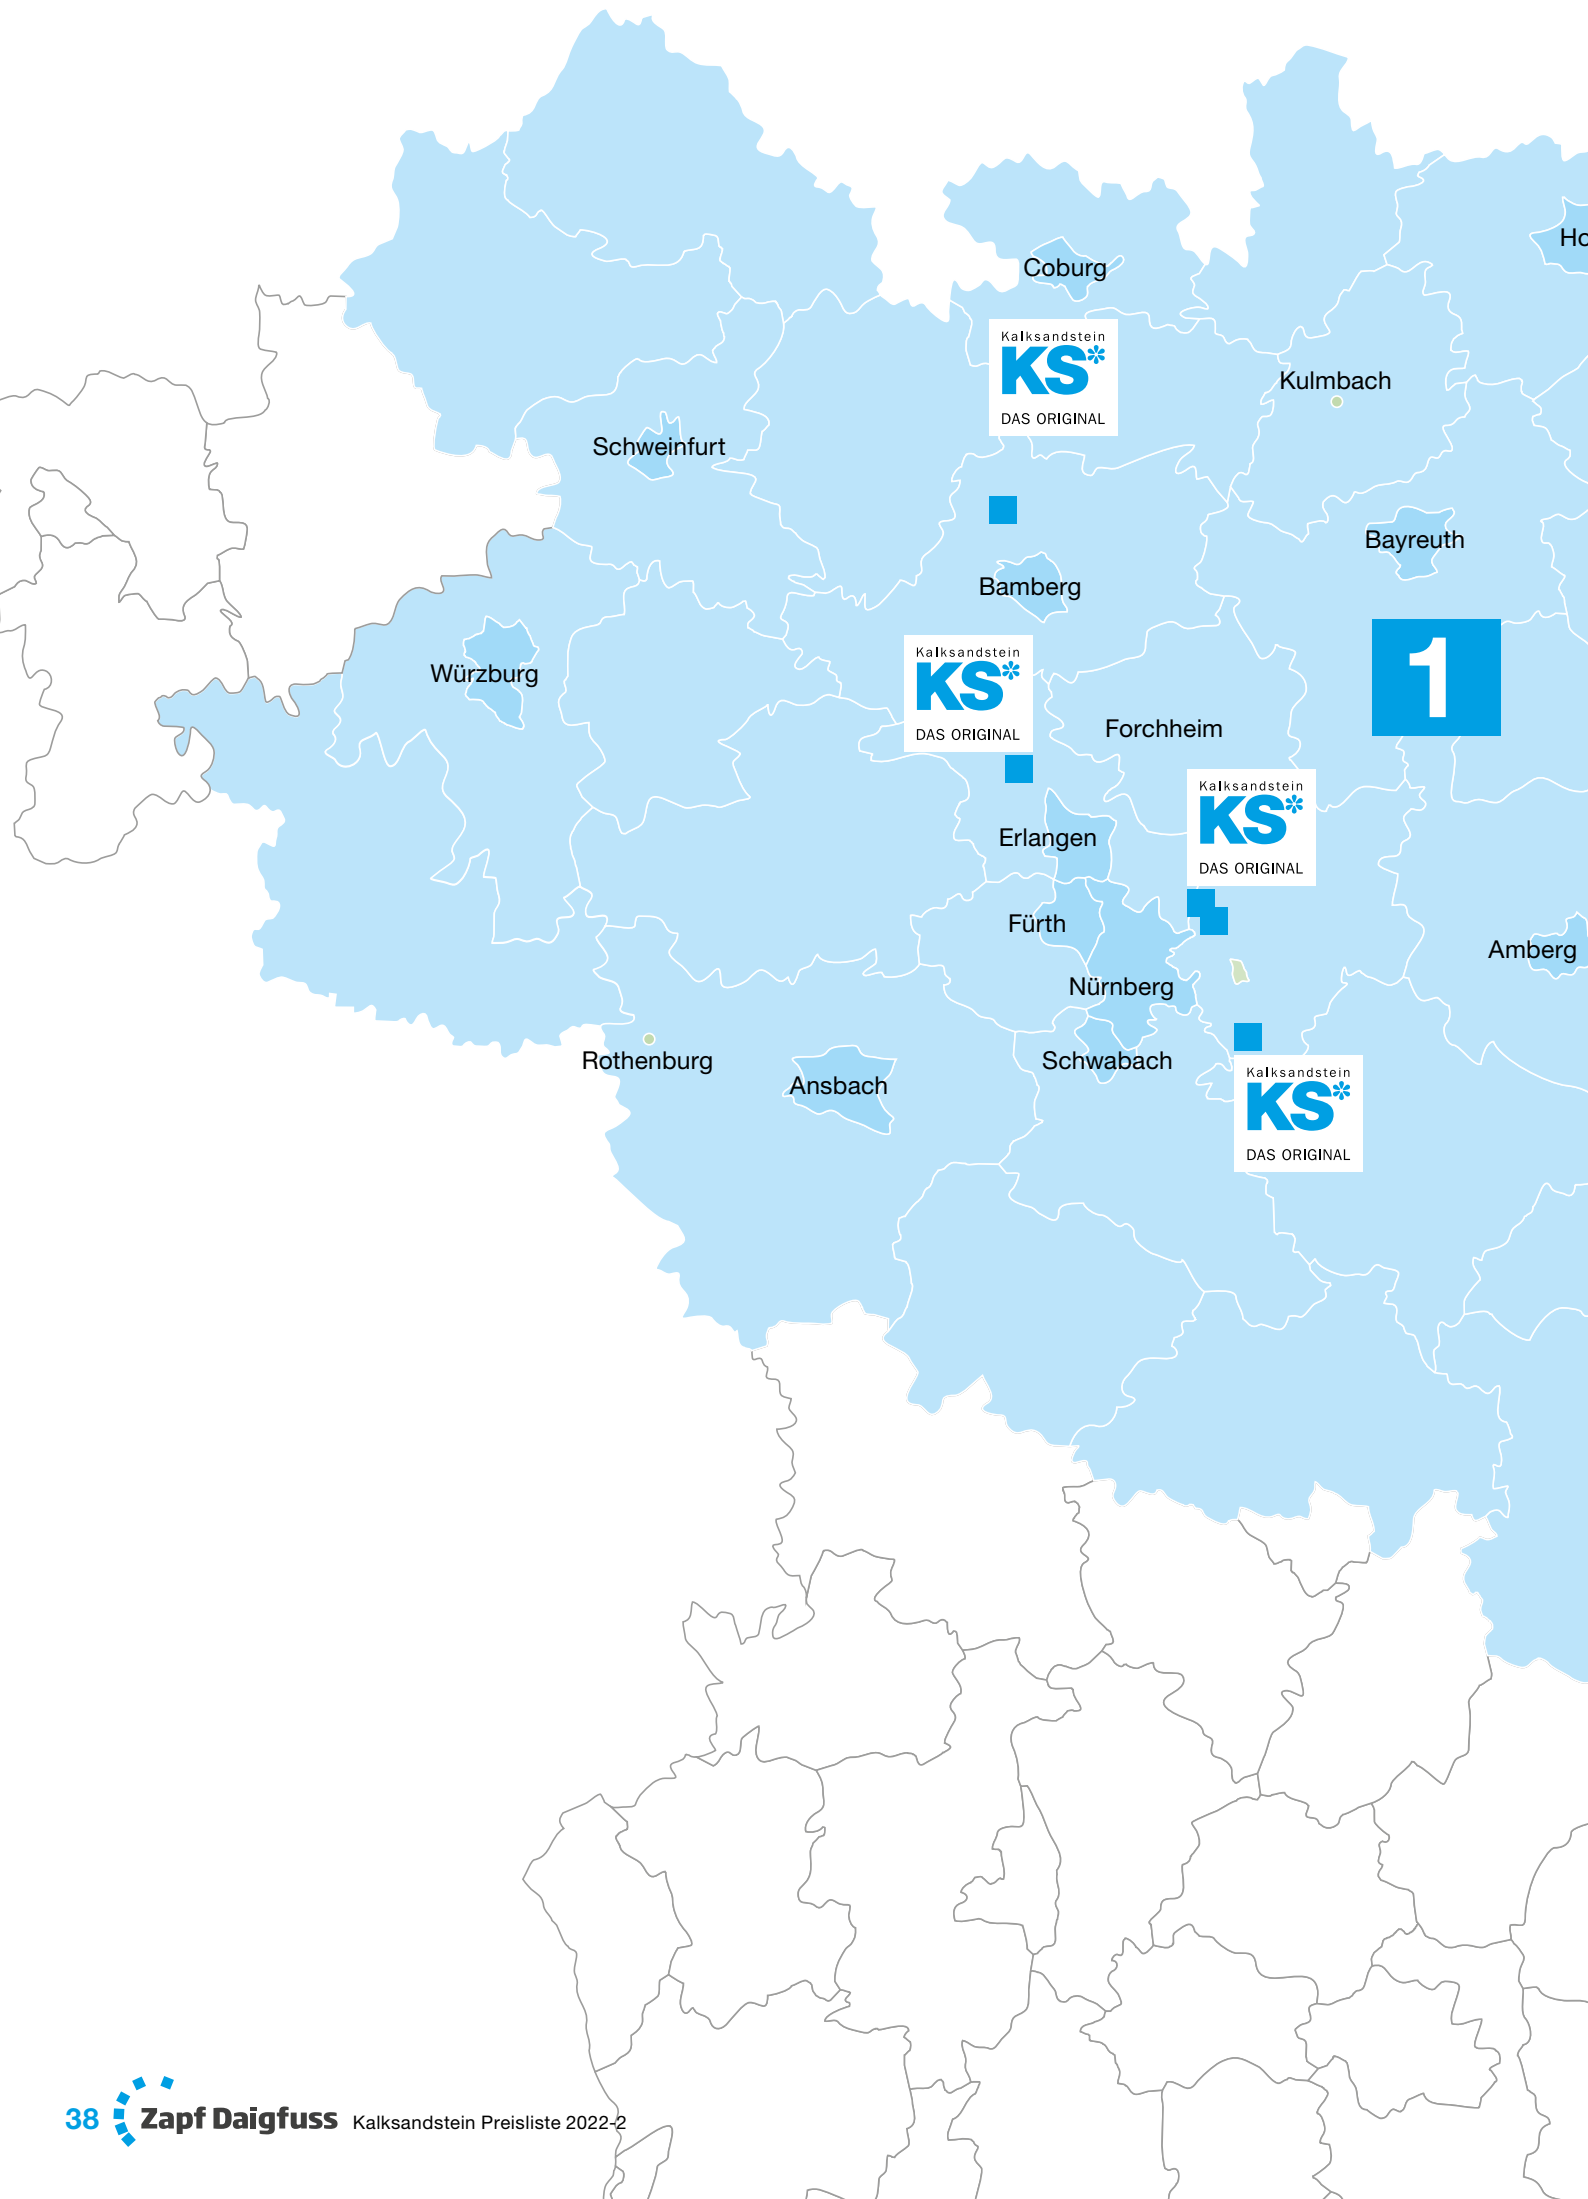 Ho
Coburg
Kalksandstein
KS*
DAS ORIGINAL
Kulmbach
Schweinfurt
Bayreuth
Bamberg
Kalksandstein
KS*
DAS ORIGINAL
1
Würzburg
Forchheim
Kalksandstein
KS*
DAS ORIGINAL
Erlangen
Fürth
Amberg
Nürnberg
Rothenburg
Schwabach
Ansbach
Kalksandstein
KS*
DAS ORIGINAL
38 Zapf Daigfuss Kalksandstein Preisliste 2022-2